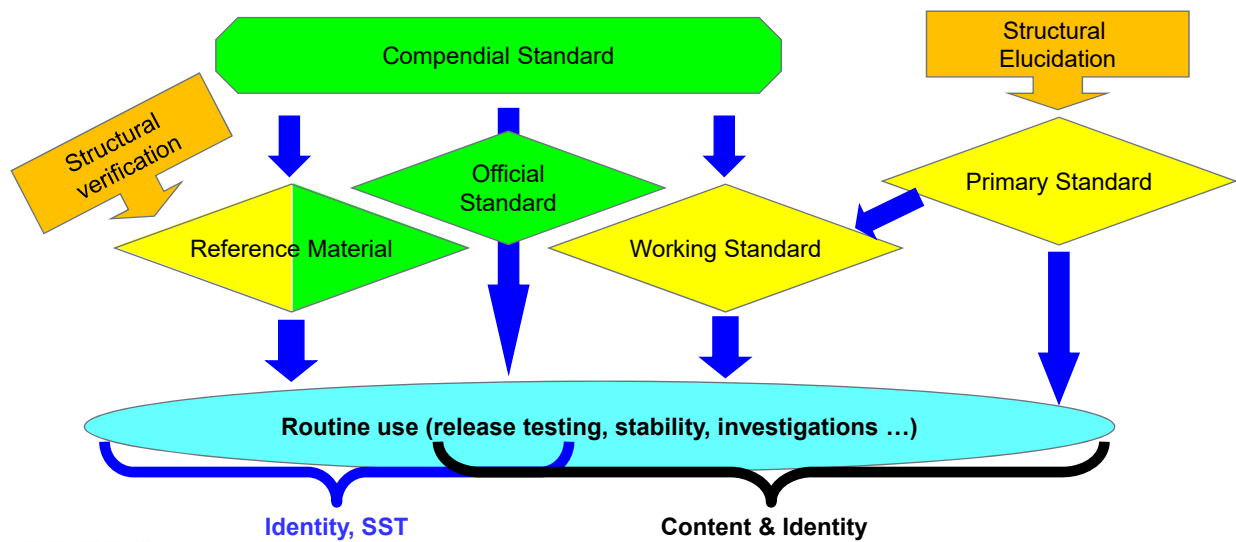 Compendial Standard
Structural
Elucidation
Structural
verification
Official
Standard
Primary Standard
Reference Material
Working Standard
Routine use (release testing, stability, investigations …)
Identity, SST
Content & Identity